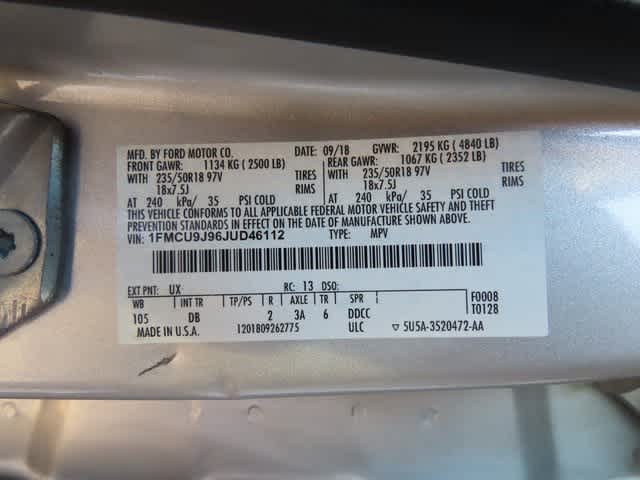 MFD. BY FORD MOTOR CO. DATE: 09/18 GVWR: 2195 KG ( 4840 LB)
FRONT GAWR: 1134 KG ( 2500 LB) REAR GAWR: 1067 KG ( 2352 LB)
WITH 235/50R18 97V TIRES WITH 235/50R18 97V TIRES
18x7.5J RIMS 18x7.5J RIMS
AT 240 kPa/ 35 PSI COLD AT 240 kPa/ 35 PSI COLD
THIS VEHICLE CONFORMS TO ALL APPLICABLE FEDERAL MOTOR VEHICLE SAFETY AND THEFT
PREVENTION STANDARDS IN EFFECT ON THE DATE OF MANUFACTURE SHOWN ABOVE.
VIN: 1FMCU9J96JUD46112 TYPE: MPV
EXT PNT: UX RC: 13 DSO:
WB INT TR TP/PS R AXLE TR SPR F0008
105 DB 2 3A 6 DDCC T0128
MADE IN U.S.A. 1201809262775 ULC 5U5A-3520472-AA